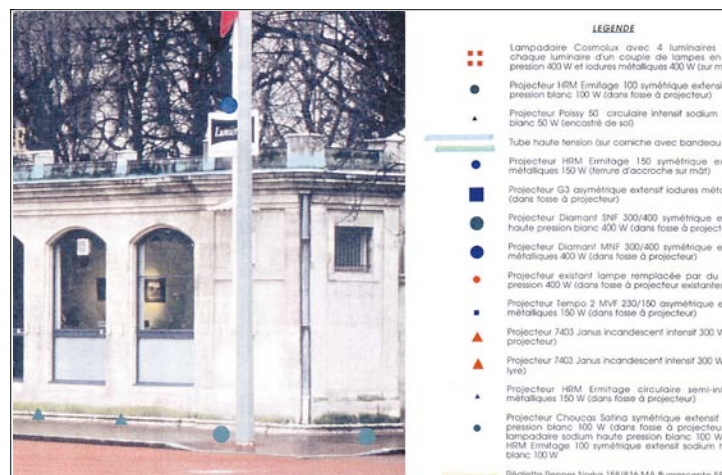 LEGENDE
Lampadaire Cosmolux avec 4 luminaires
chaque luminaire d'un couple de lampes en
pression 400 W et iodures métalliques 400 W (sur m
Projecteur HRM Ermitage 100 symétrique extensi
pression blanc 100 W (dans fosse à projecteur)
Projecteur Poissy 50 circulaire intensif sodium
blanc 50 W (encastré de sol)
Tube haute tension (sur corniche avec bandeau
Projecteur HRM Ermitage 150 symétrique ex
métalliques 150 W (ferrure d'accroche sur mât)
Projecteur G3 asymétrique extensif iodures méta
(dans fosse à projecteur)
Projecteur Diamant SNF 300/400 symétrique e
haute pression blanc 400 W (dans fosse à projecte
Projecteur Diamant MNF 300/400 symétrique e
métalliques 400 W (dans fosse à projecteur)
Projecteur existant lampe remplacée par du
pression 400 W (dans fosse à projecteur existante
Projecteur Tempo 2 MVF 230/150 asymétrique e
métalliques 150 W (dans fosse à projecteur)
Projecteur 7403 Janus incandescent intensif 300 W
projecteur)
Projecteur 7403 Janus incandescent intensif 300 W
lyre)
Projecteur HRM Ermitage circulaire semi-in
métalliques 150 W (dans fosse à projecteur)
Projecteur Choucas Satina symétrique extensif
pression blanc 100 W (dans fosse à projecteu
lampadaire sodium haute pression blanc 100 W
HRM Ermitage 100 symétrique extensif sodium h
blanc 100 W